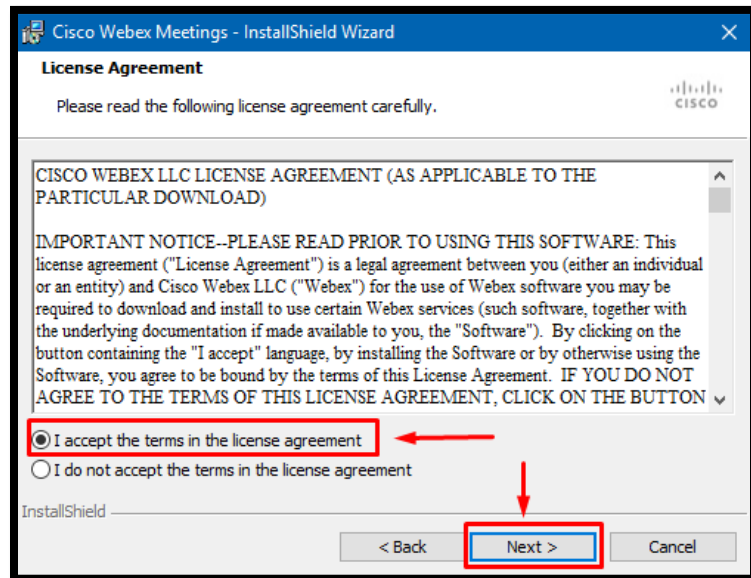 Cisco Webex Meetings - InstallShield Wizard
License Agreement
Please read the following license agreement carefully.
CISCO
CISCO WEBEX LLC LICENSE AGREEMENT (AS APPLICABLE TO THE
PARTICULAR DOWNLOAD)
IMPORTANT NOTICE--PLEASE READ PRIOR TO USING THIS SOFTWARE: This
license agreement ("License Agreement") is a legal agreement between you (either an individual
or an entity) and Cisco Webex LLC ("Webex") for the use of Webex software you may be
required to download and install to use certain Webex services (such software, together with
the underlying documentation if made available to you, the "Software").  By clicking on the
button containing the "I accept" language, by installing the Software or by otherwise using the
Software, you agree to be bound by the terms of this License Agreement.  IF YOU DO NOT
AGREE TO THE TERMS OF THIS LICENSE AGREEMENT, CLICK ON THE BUTTON
I accept the terms in the license agreement
I do not accept the terms in the license agreement
InstallShield
< Back Next > Cancel